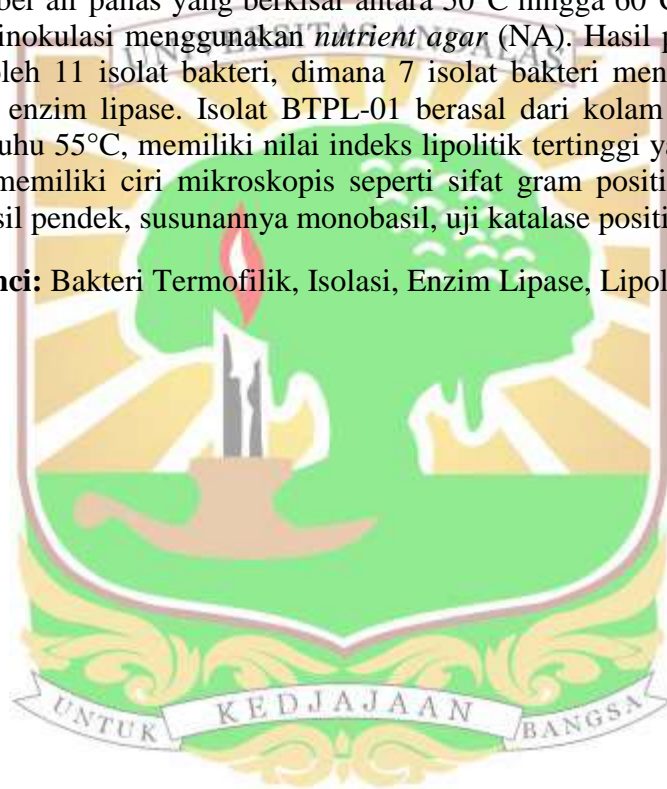 ber air panas yang berkisar antara 50°C hingga 60°C
inokulasi menggunakan nutrient agar (NA). Hasil p
oleh 11 isolat bakteri, dimana 7 isolat bakteri men
enzim lipase. Isolat BTPL-01 berasal dari kolam
uhu 55°C, memiliki nilai indeks lipolitik tertinggi ya
memiliki ciri mikroskopis seperti sifat gram positi
sil pendek, susunannya monobasil, uji katalase positi
nci: Bakteri Termofilik, Isolasi, Enzim Lipase, Lipol
UNIVERSITAS ANDALAS
UNTUK KEDJAJAAN BANGSA